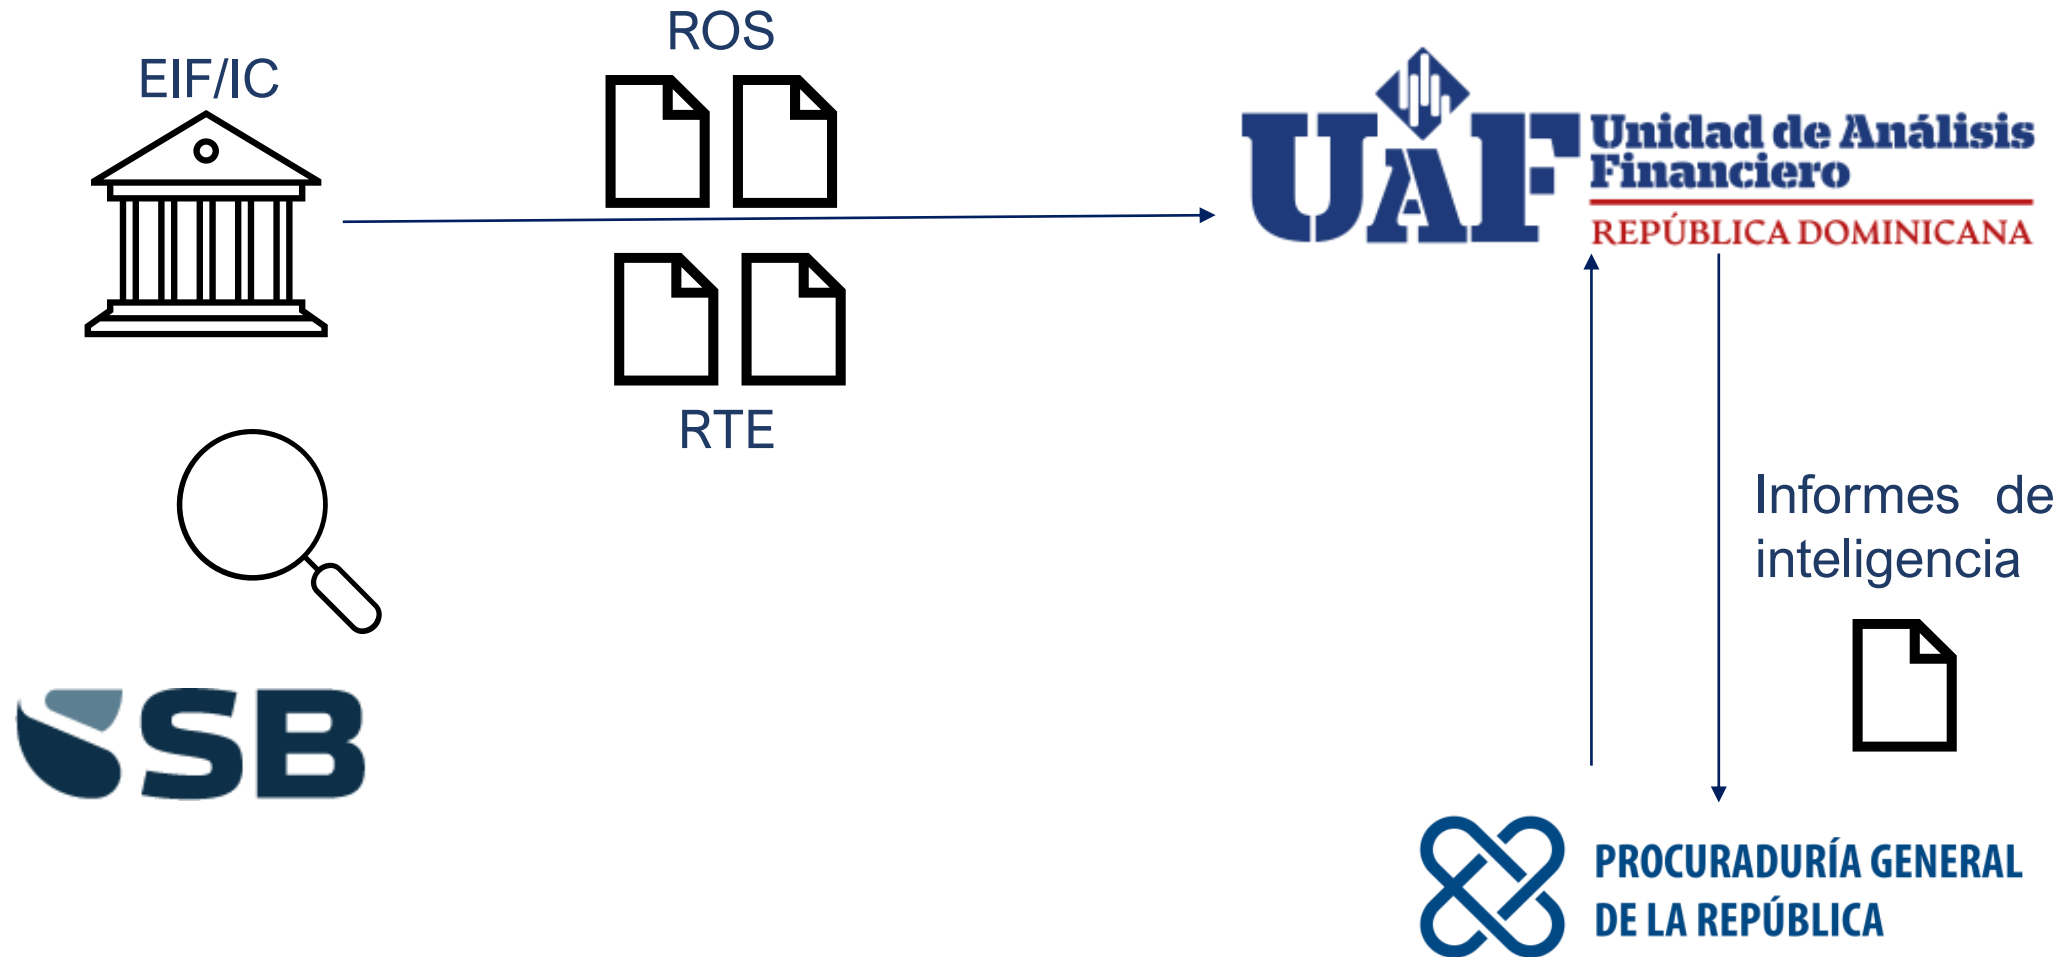 ROS
EIF/IC
UAF
Unidad de Análisis
Financiero
REPÚBLICA DOMINICANA
RTE
Informes de
inteligencia
SB
PROCURADURÍA GENERAL
DE LA REPÚBLICA